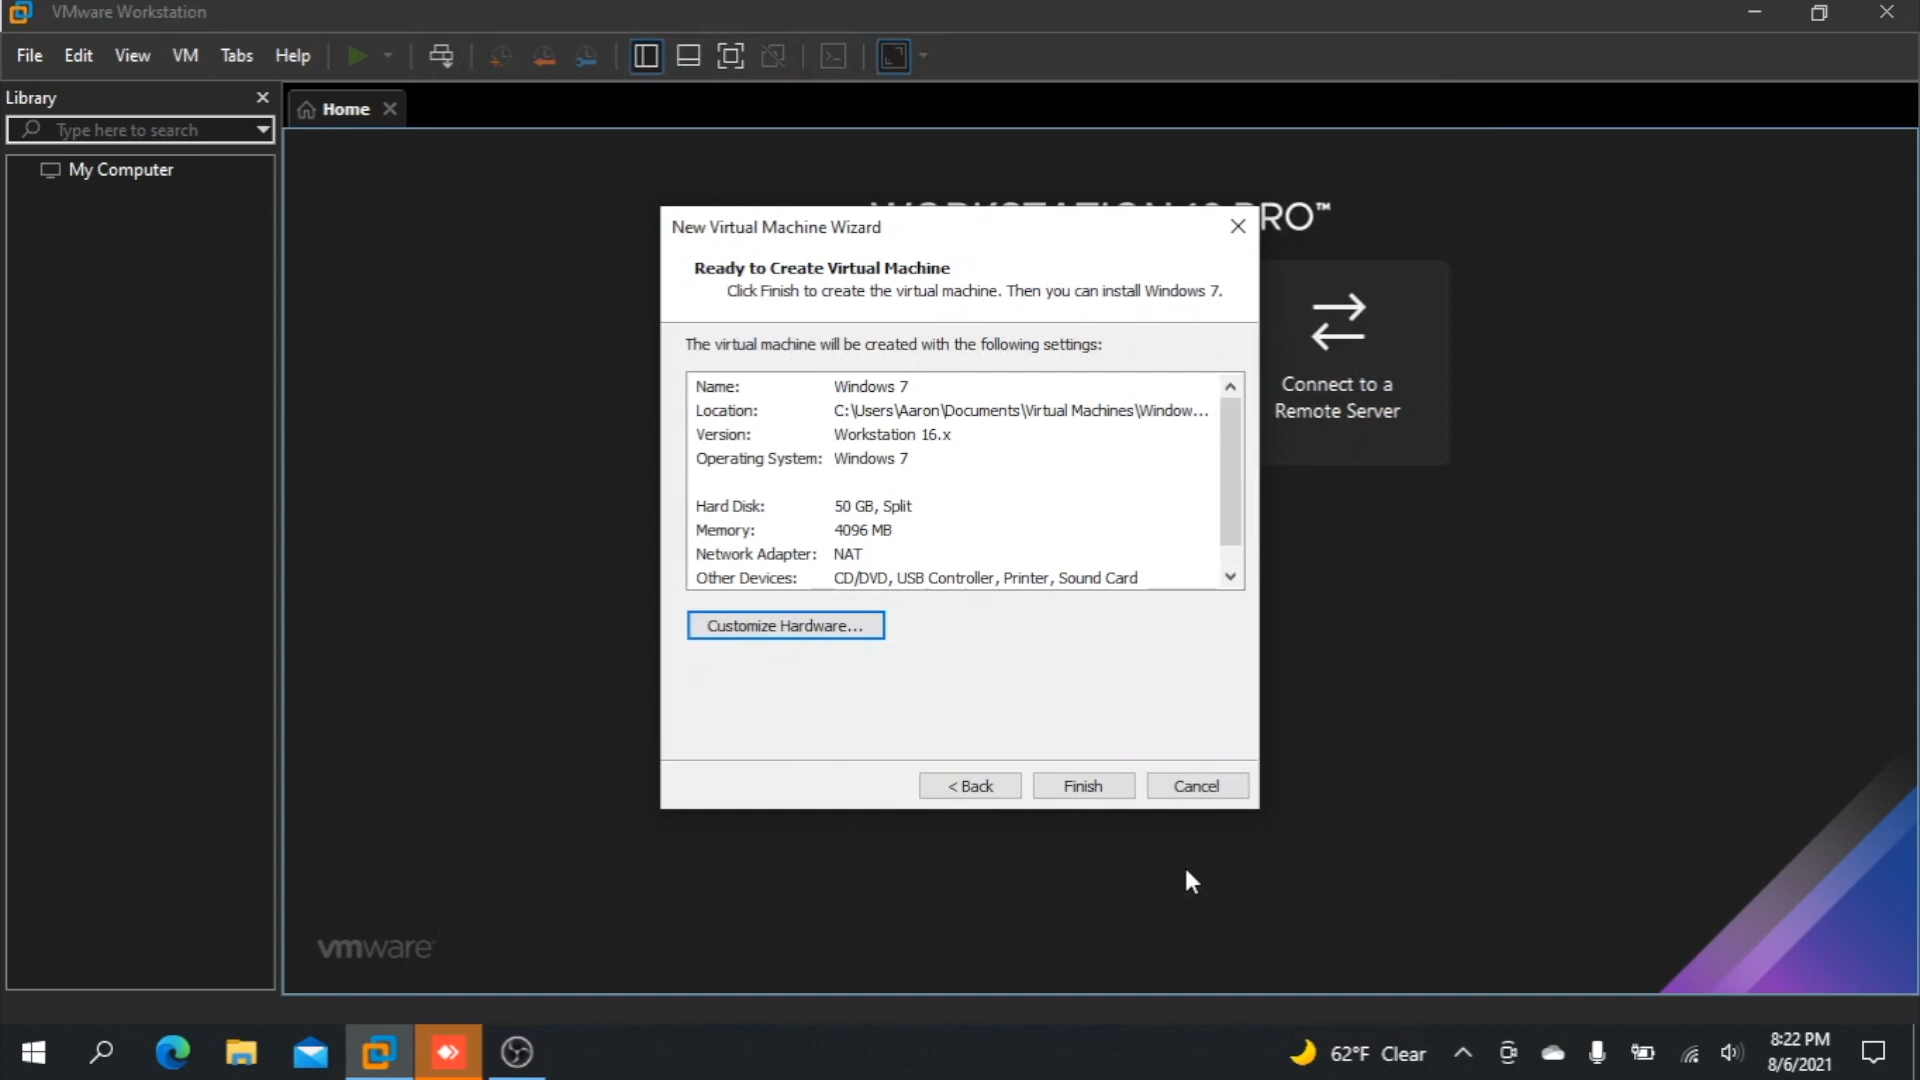 VMware Workstation
File Edit View VM Tabs Help
Library
Home
Type here to search
My Computer
PRO™
New Virtual Machine Wizard
Ready to Create Virtual Machine
Click Finish to create the virtual machine. Then you can install Windows 7.
The virtual machine will be created with the following settings:
Name: Windows 7
Location: C:\Users\Aaron\Documents\Virtual Machines\Window...
Version: Workstation 16.x
Operating System: Windows 7
Hard Disk: 50 GB, Split
Memory: 4096 MB
Network Adapter: NAT
Other Devices: CD/DVD, USB Controller, Printer, Sound Card
Customize Hardware...
< Back Finish Cancel
Connect to a
Remote Server
vmware
62°F Clear
8:22 PM
8/6/2021